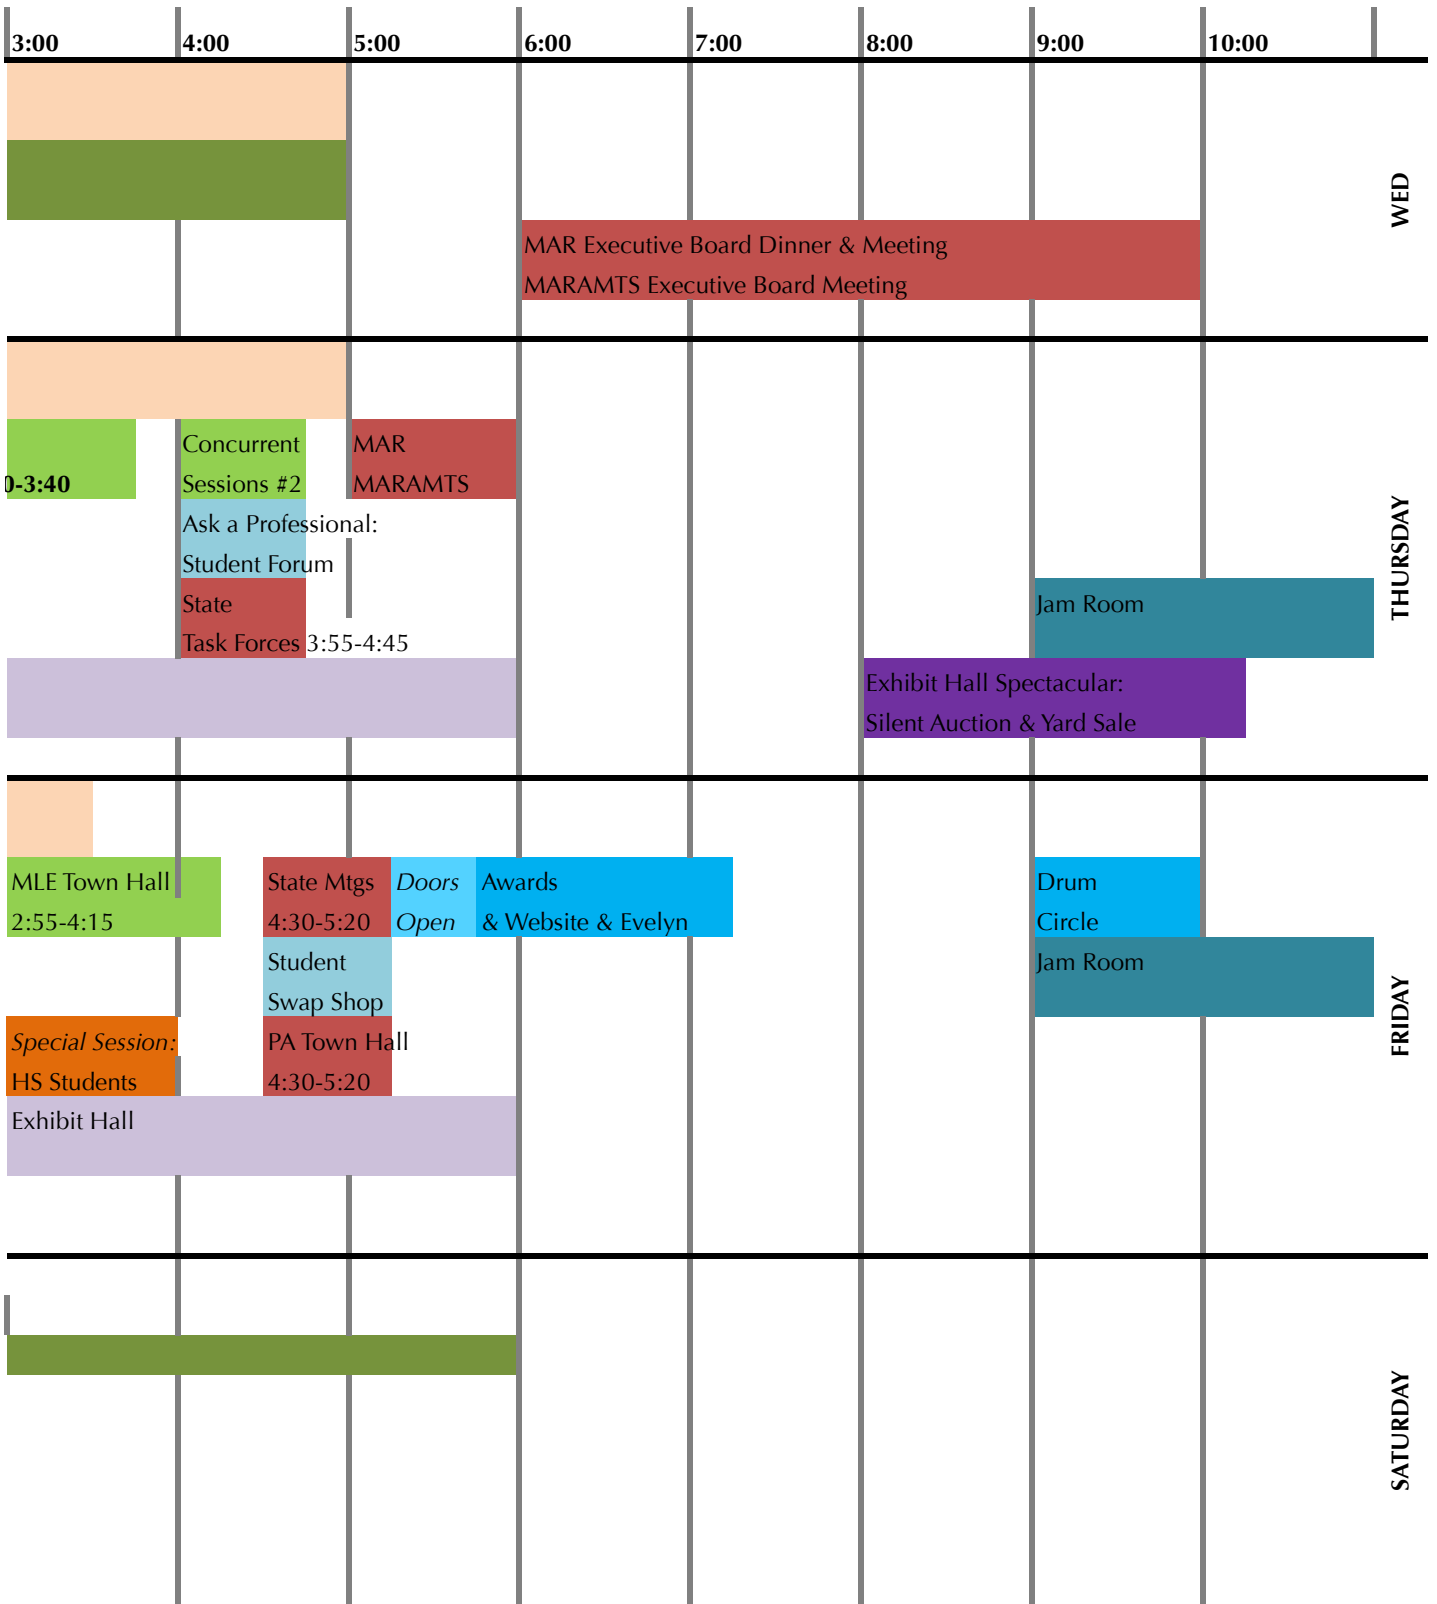 3:00 4:00 5:00 6:00 7:00 8:00 9:00 10:00
WED
MAR Executive Board Dinner & Meeting
MARAMTS Executive Board Meeting
THURSDAY
0-3:40
Concurrent
Sessions #2
MAR
MARAMTS
Ask a Professional:
Student Forum
State
Task Forces 3:55-4:45
Jam Room
Exhibit Hall Spectacular:
Silent Auction & Yard Sale
FRIDAY
MLE Town Hall
2:55-4:15
State Mtgs
4:30-5:20
Doors
Open
Awards
& Website & Evelyn
Drum
Circle
Student
Swap Shop
Jam Room
Special Session:
HS Students
PA Town Hall
4:30-5:20
Exhibit Hall
SATURDAY